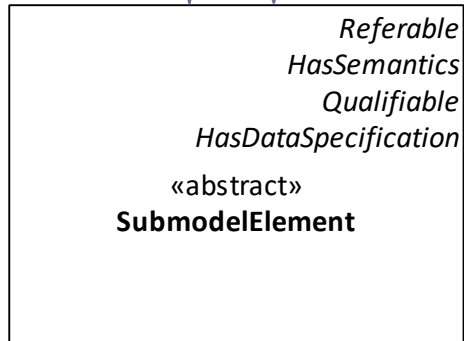 Referable
HasSemantics
Qualifiable
HasDataSpecification
«abstract»
SubmodelElement